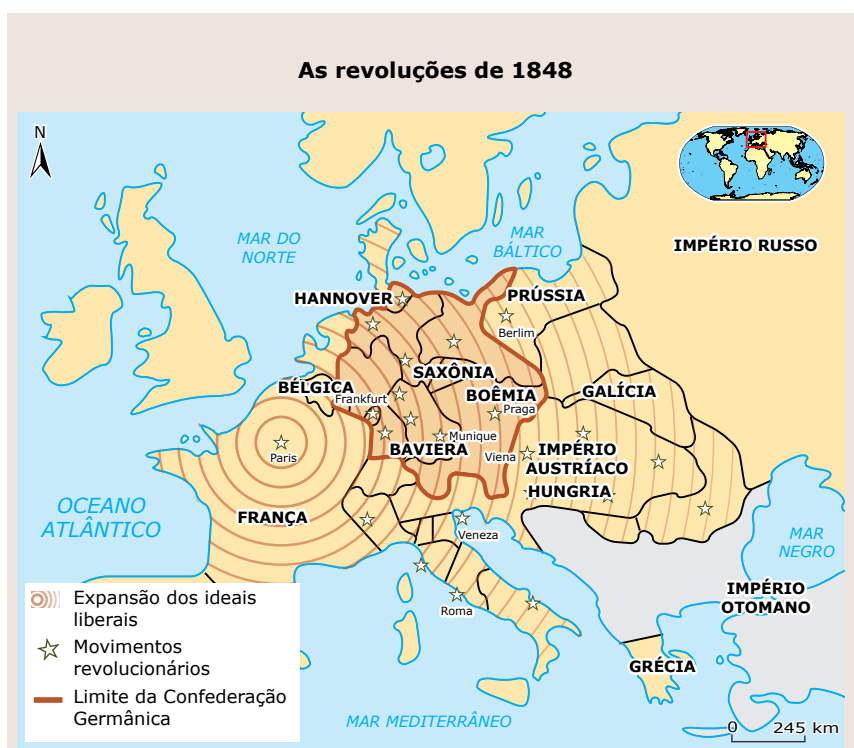 As revoluções de 1848
N
MAR DO
NORTE
MAR
BÁLTICO
IMPÉRIO RUSSO
HANNOVER
PRÚSSIA
Berlim
SAXÔNIA
BÉLGICA
Frankfurt
BOÊMIA
Praga
GALÍCIA
Paris
BAVIERA
Munique
Viena
IMPÉRIO
AUSTRÍACO
HUNGRIA
OCEANO
ATLÂNTICO
FRANÇA
Veneza
MAR
NEGRO
Roma
IMPÉRIO
OTOMANO
GRÉCIA
MAR MEDITERRÂNEO
Expansão dos ideais
liberais
Movimentos
revolucionários
Limite da Confederação
Germânica
0 245 km